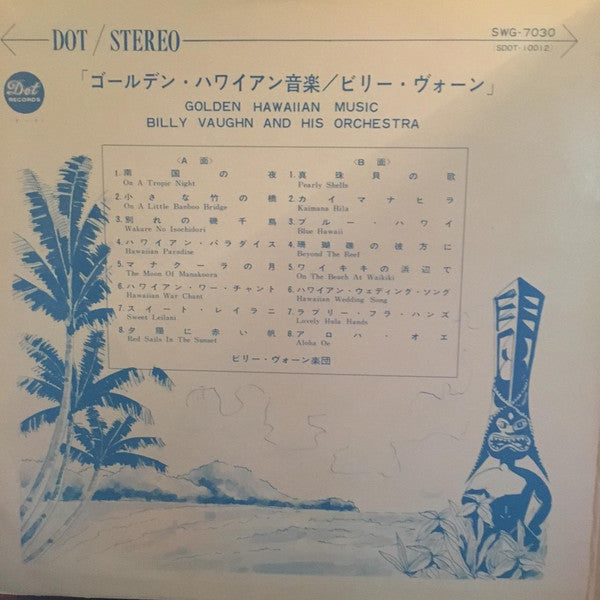 DOT / STEREO
SWG-7030
(SDOT-10012)
Dot
RECORDS
「ゴールデン・ハワイアン音楽／ビリー・ヴォーン」
GOLDEN HAWAIIAN MUSIC
BILLY VAUGHN AND HIS ORCHESTRA
〈A面〉
1. 南国の夜
On A Tropic Night
2. 小さな竹の橋
On A Little Bamboo Bridge
3. 別れの磯千鳥
Wakare No Isochidori
4. ハワイアン・パラダイス
Hawaiian Paradise
5. マナクーラの月
The Moon Of Manakoora
6. ハワイアン・ワー・チャント
Hawaiian War Chant
7. スイート・レイラニ
Sweet Leilani
8. 夕陽に赤い帆
Red Sails In The Sunset
〈B面〉
1. 真珠貝の歌
Pearly Shells
2. カイマナヒラ
Kaimana Hila
3. ブルー・ハワイ
Blue Hawaii
4. 珊瑚礁の彼方に
Beyond The Reef
5. ワイキキの浜辺で
On The Beach At Waikiki
6. ハワイアン・ウェディング・ソング
Hawaiian Wedding Song
7. ラブリー・フラ・ハンズ
Lovely Hula Hands
8. アロハ・オエ
Aloha Oe
ビリー・ヴォーン楽団